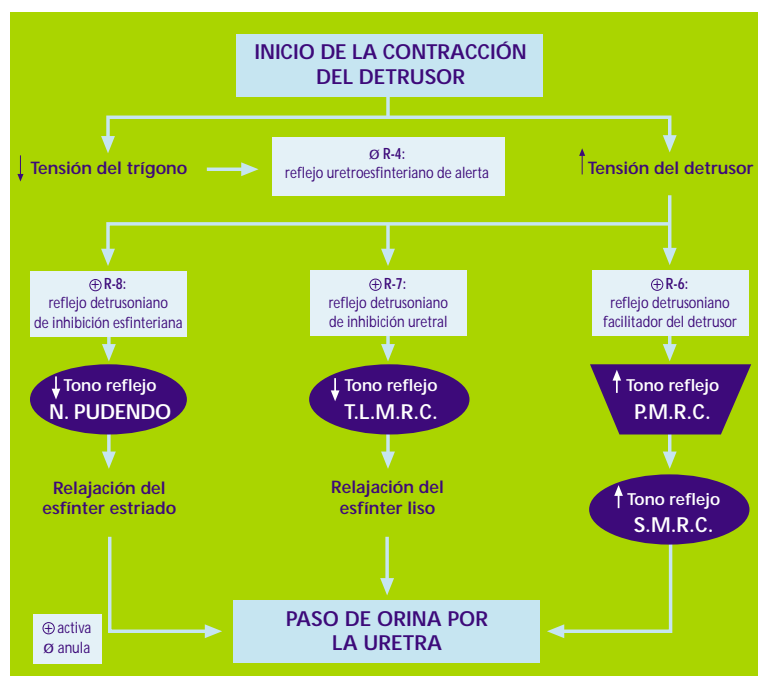 INICIO DE LA CONTRACCIÓN
DEL DETRUSOR
↓ Tensión del trígono
Ø R-4:
reflejo uretroesfinteriano de alerta
↑ Tensión del detrusor
⊕ R-8:
reflejo detrusoniano
de inhibición esfinteriana
⊕ R-7:
reflejo detrusoniano
de inhibición uretral
⊕ R-6:
reflejo detrusoniano
facilitador del detrusor
↓ Tono reflejo
N. PUDENDO
↓ Tono reflejo
T.L.M.R.C.
↑ Tono reflejo
P.M.R.C.
Relajación del
esfínter estriado
Relajación del
esfínter liso
↑ Tono reflejo
S.M.R.C.
⊕ activa
Ø anula
PASO DE ORINA POR
LA URETRA